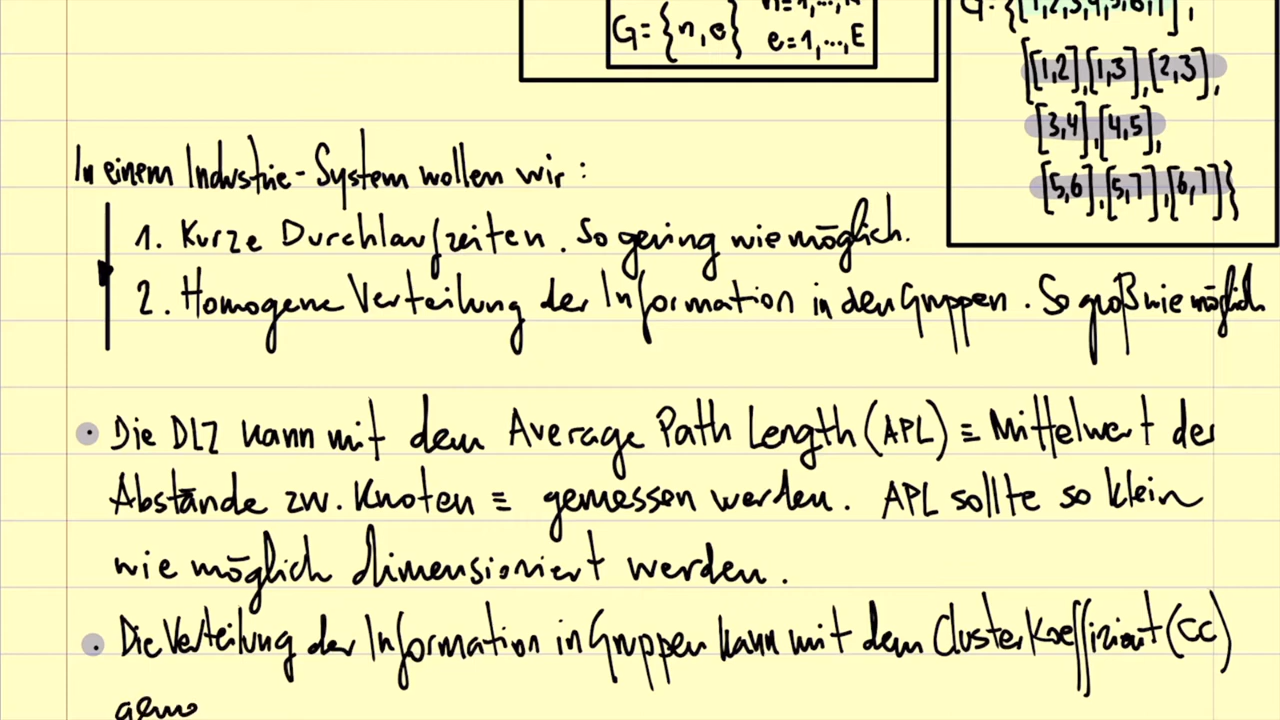 G={n,e}
e=1,...,E
[[1,2],[1,3],[2,3],
[3,4],[4,5],
[5,6],[5,7],[6,7]}
In einem Industrie-System wollen wir:
1. Kurze Durchlaufzeiten. So gering wie möglich.
2. Homogene Verteilung der Information in den Gruppen. So groß wie möglich
• Die DLZ kann mit dem Average Path Length (APL) ≡ Mittelwert der
Abstände zw. Knoten ≡ gemessen werden. APL sollte so klein
wie möglich dimensioniert werden.
• Die Verteilung der Information in Gruppen kann mit dem ClusterKoeffizient (CC)
geme